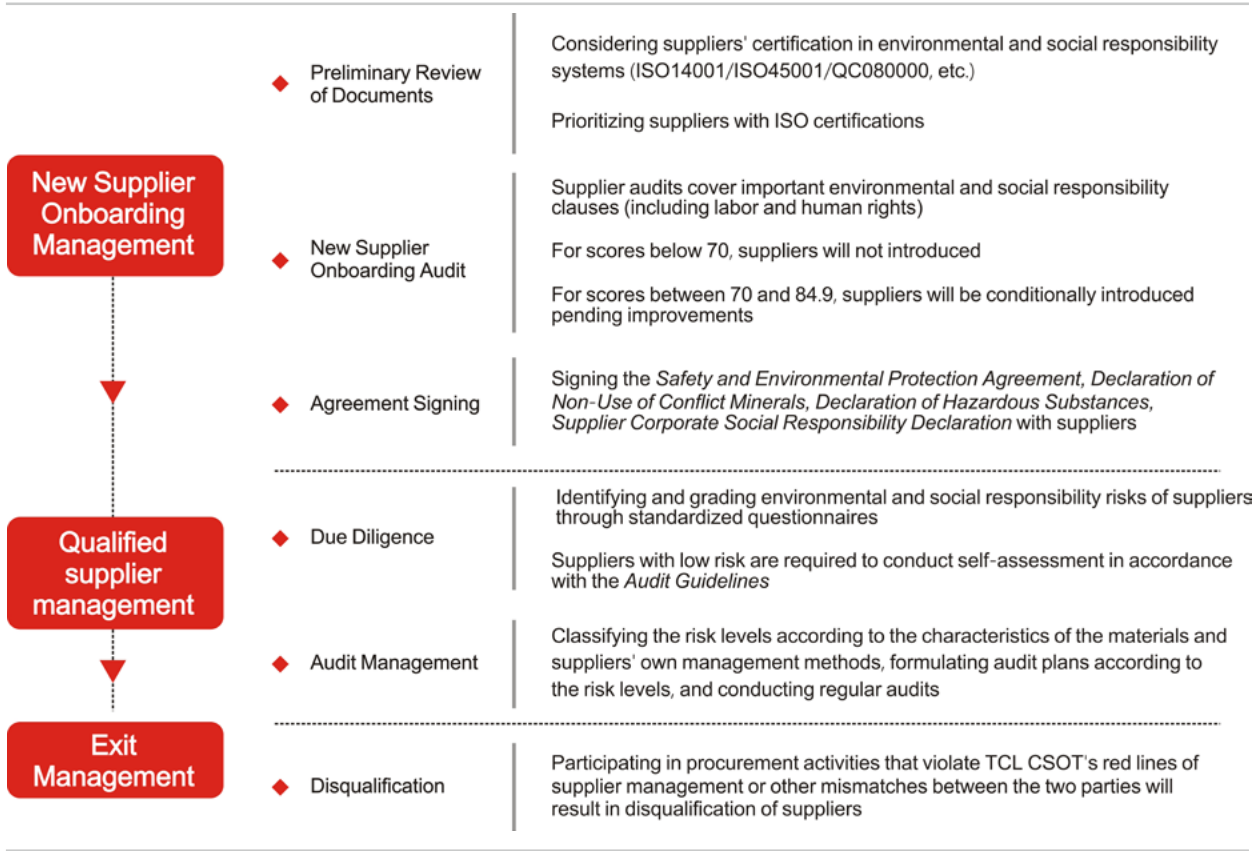 New Supplier
Onboarding
Management
Preliminary Review
of Documents
Considering suppliers' certification in environmental and social responsibility
systems (ISO14001/ISO45001/QC080000, etc.)
Prioritizing suppliers with ISO certifications
New Supplier
Onboarding Audit
Supplier audits cover important environmental and social responsibility
clauses (including labor and human rights)
For scores below 70, suppliers will not introduced
For scores between 70 and 84.9, suppliers will be conditionally introduced
pending improvements
Agreement Signing
Signing the Safety and Environmental Protection Agreement, Declaration of
Non-Use of Conflict Minerals, Declaration of Hazardous Substances,
Supplier Corporate Social Responsibility Declaration with suppliers
Qualified
supplier
management
Due Diligence
Identifying and grading environmental and social responsibility risks of suppliers
through standardized questionnaires
Suppliers with low risk are required to conduct self-assessment in accordance
with the Audit Guidelines
Audit Management
Classifying the risk levels according to the characteristics of the materials and
suppliers' own management methods, formulating audit plans according to
the risk levels, and conducting regular audits
Exit
Management
Disqualification
Participating in procurement activities that violate TCL CSOT's red lines of
supplier management or other mismatches between the two parties will
result in disqualification of suppliers